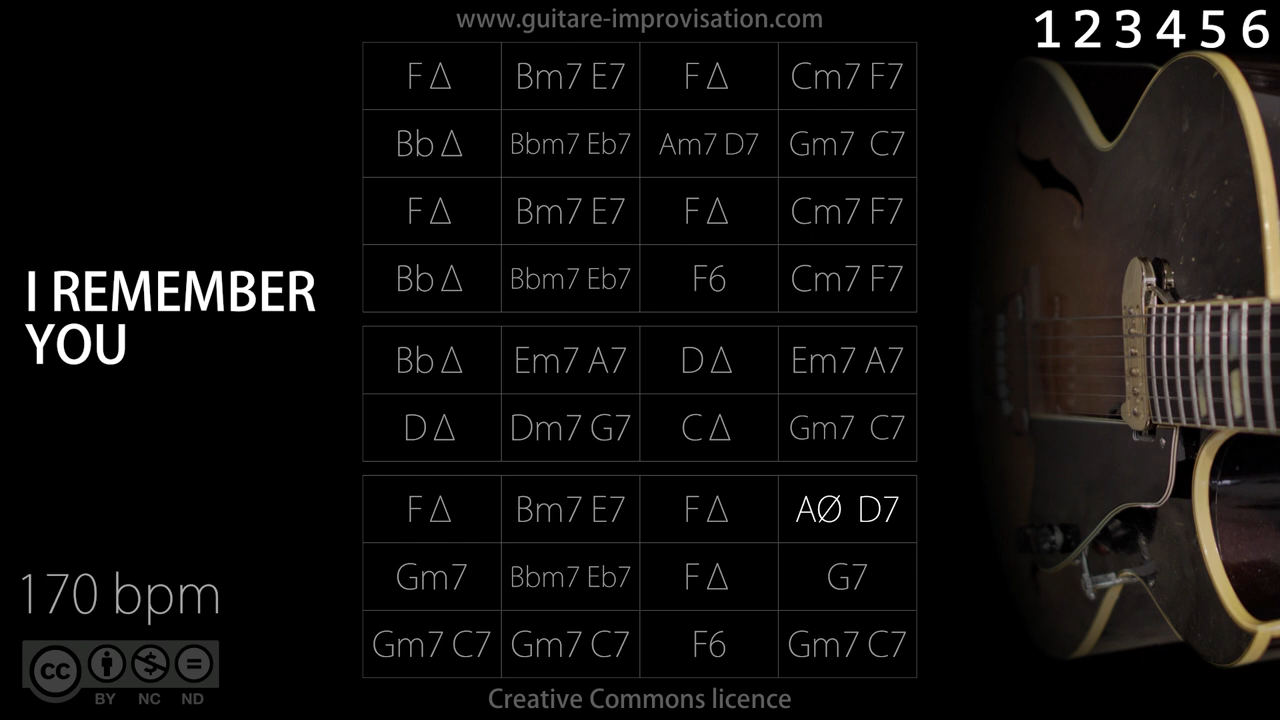 www.guitare-improvisation.com
1 2 3 4 5 6
F Δ Bm7 E7 F Δ Cm7 F7
Bb Δ Bbm7 Eb7 Am7 D7 Gm7 C7
F Δ Bm7 E7 F Δ Cm7 F7
Bb Δ Bbm7 Eb7 F6 Cm7 F7
I REMEMBER
YOU
Bb Δ Em7 A7 D Δ Em7 A7
D Δ Dm7 G7 C Δ Gm7 C7
F Δ Bm7 E7 F Δ AØ D7
Gm7 Bbm7 Eb7 F Δ G7
Gm7 C7 Gm7 C7 F6 Gm7 C7
170 bpm
cc
BY NC ND
Creative Commons licence